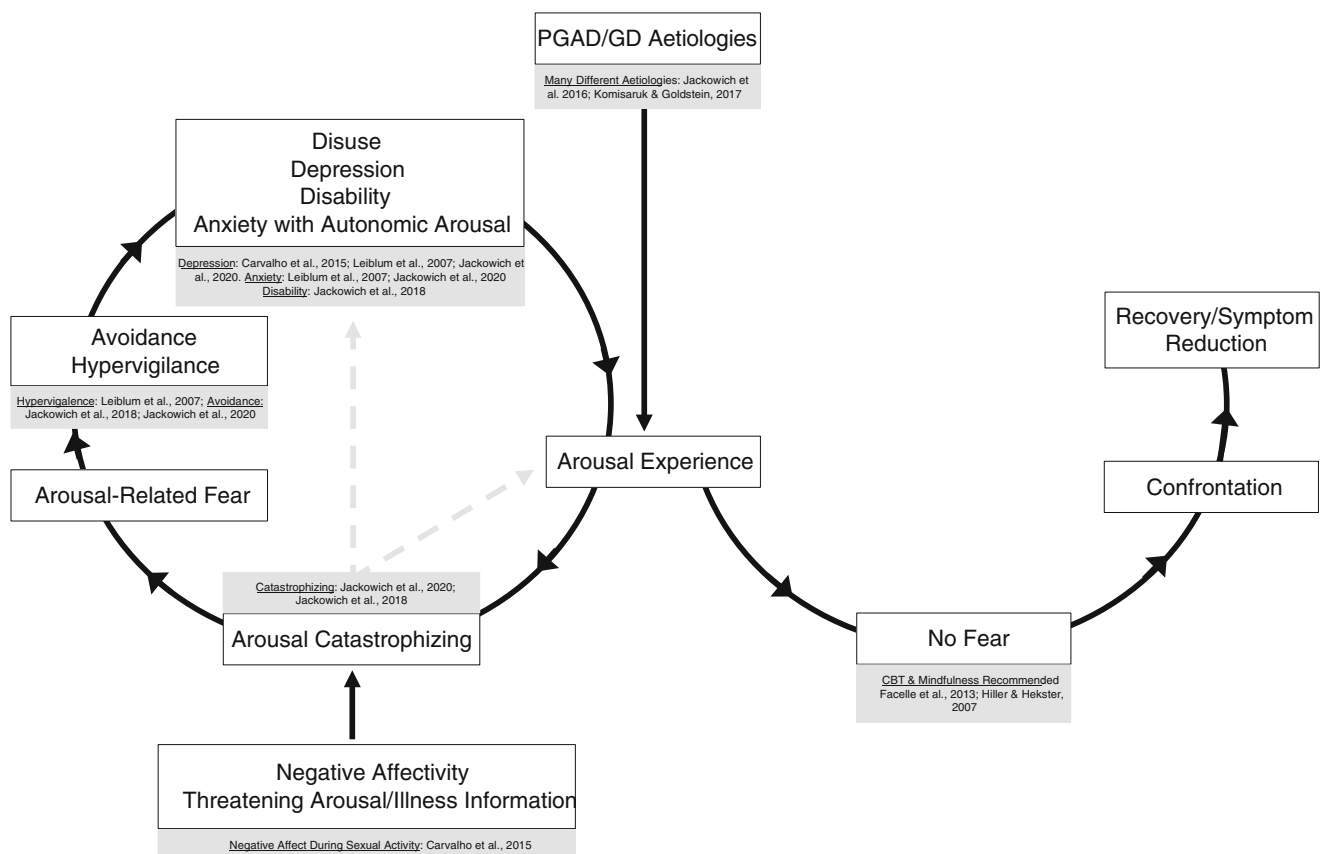 PGAD/GD Aetiologies
Many Different Aetiologies: Jackowich et
al. 2016; Komisaruk & Goldstein, 2017
Disuse
Depression
Disability
Anxiety with Autonomic Arousal
Depression: Carvalho et al., 2015; Leiblum et al., 2007; Jackowich et
al., 2020. Anxiety: Leiblum et al., 2007; Jackowich et al., 2020
Disability: Jackowich et al., 2018
Avoidance
Hypervigilance
Hypervigalence: Leiblum et al., 2007; Avoidance:
Jackowich et al., 2018; Jackowich et al., 2020
Arousal-Related Fear
Arousal Experience
Catastrophizing: Jackowich et al., 2020;
Jackowich et al., 2018
Arousal Catastrophizing
Negative Affectivity
Threatening Arousal/Illness Information
Negative Affect During Sexual Activity: Carvalho et al., 2015
Recovery/Symptom
Reduction
Confrontation
No Fear
CBT & Mindfulness Recommended
Facelle et al., 2013; Hiller & Hekster,
2007